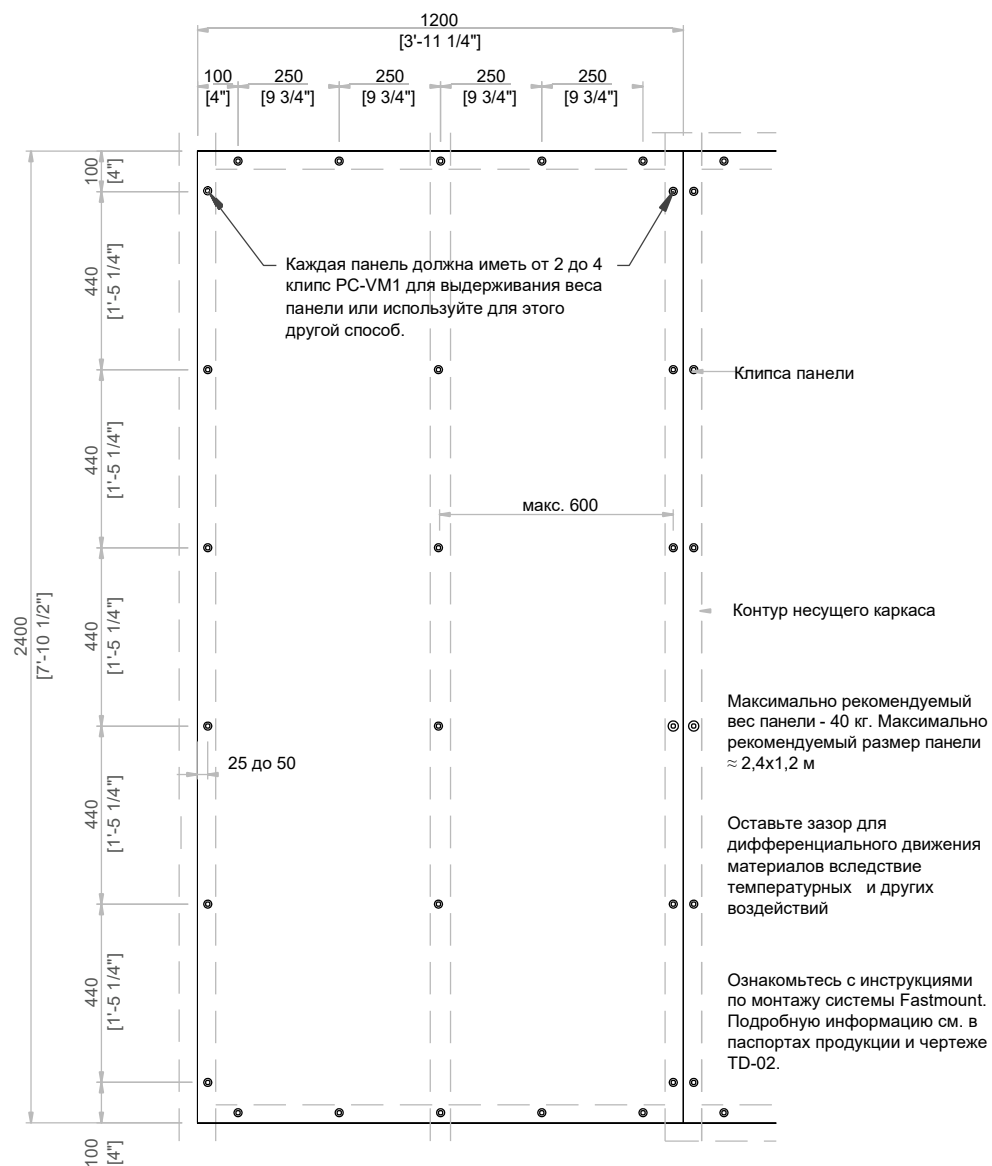 1200
[3'-11 1/4"]
100 250 250 250 250
[4"] [9 3/4"] [9 3/4"] [9 3/4"] [9 3/4"]
100
[4"]
440
[1'-5 1/4"]
Каждая панель должна иметь от 2 до 4
клипс PC-VM1 для выдерживания веса
панели или используйте для этого
другой способ.
Клипса панели
440
[1'-5 1/4"]
макс. 600
2400
[7'-10 1/2"]
440
[1'-5 1/4"]
Контур несущего каркаса
Максимально рекомендуемый
вес панели - 40 кг. Максимально
рекомендуемый размер панели
≈ 2,4x1,2 м
25 до 50
440
[1'-5 1/4"]
Оставьте зазор для
дифференциального движения
материалов вследствие
температурных и других
воздействий
440
[1'-5 1/4"]
Ознакомьтесь с инструкциями
по монтажу системы Fastmount.
Подробную информацию см. в
паспортах продукции и чертеже
TD-02.
100
[4"]